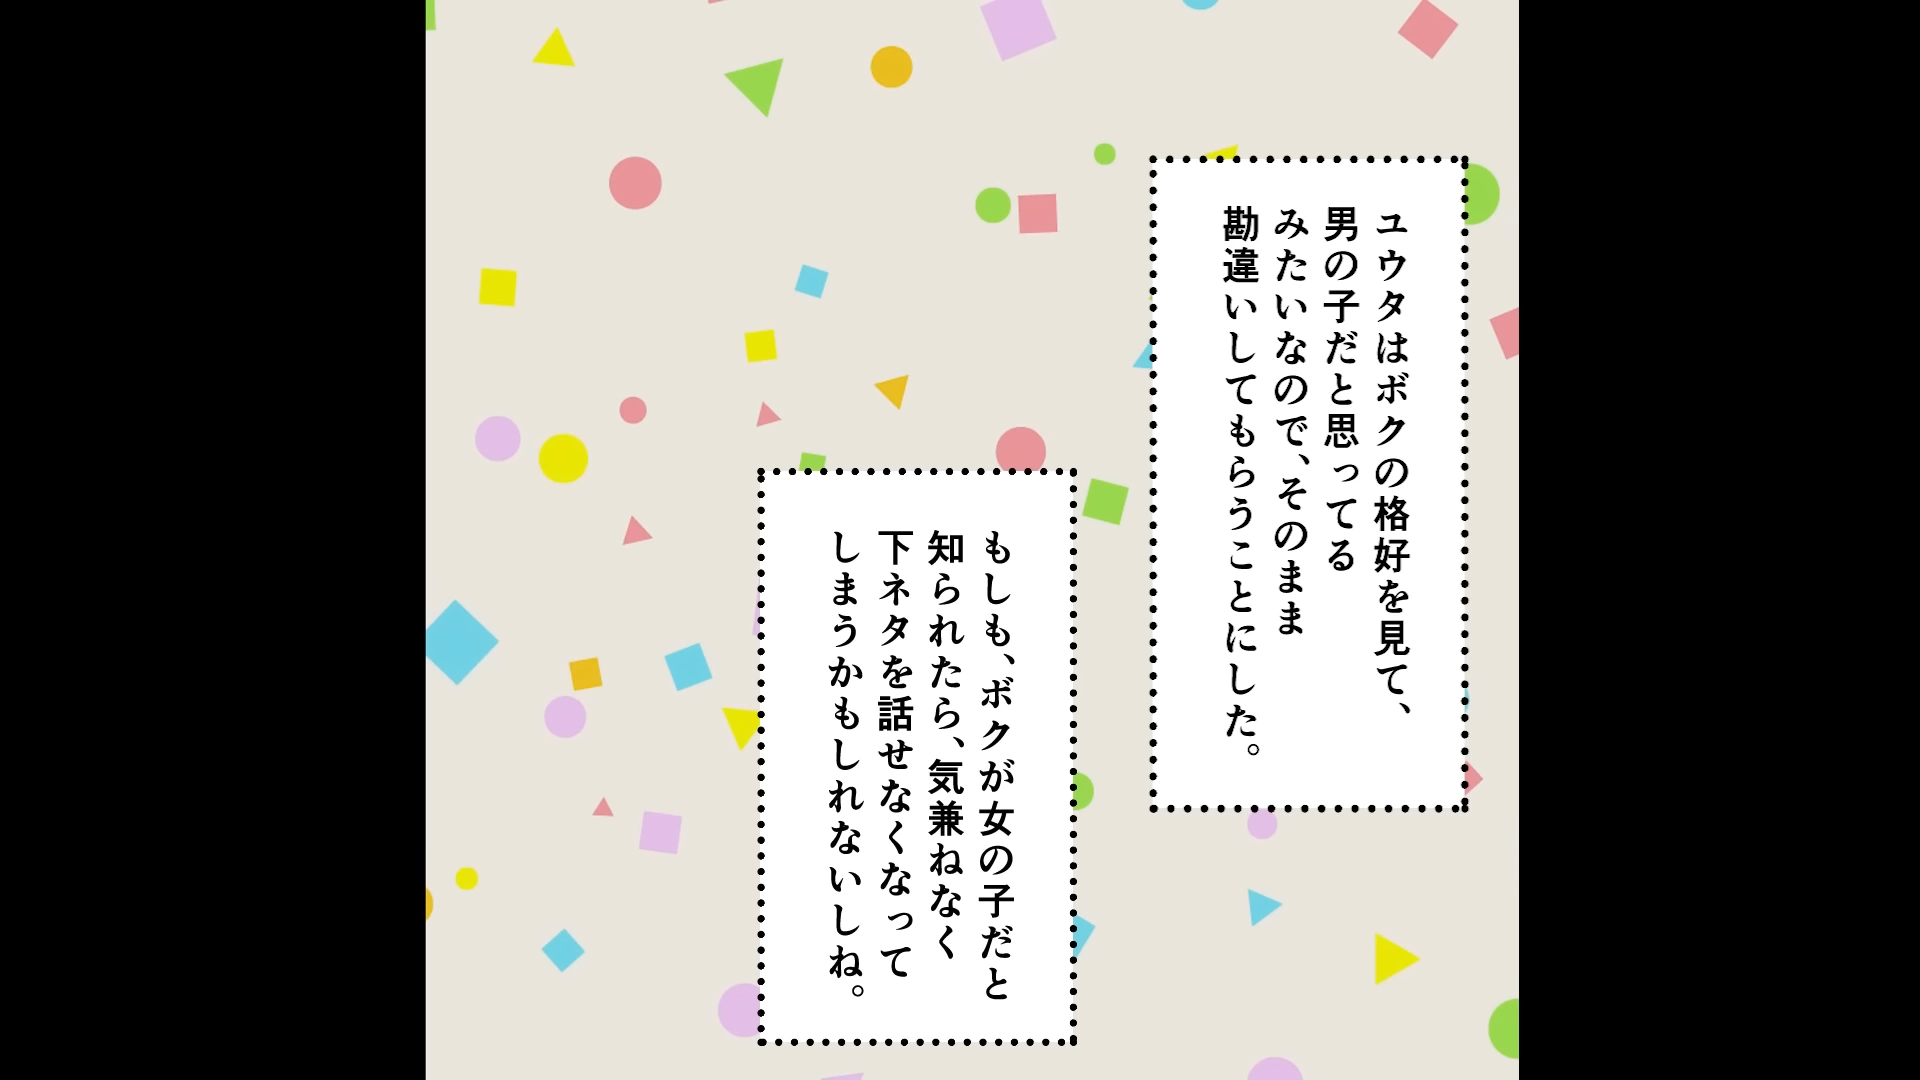 ユウタはボクの格好を見て、
男の子だと思ってる
みたいなので、そのまま
勘違いしてもらうことにした。
もしも、ボクが女の子だと
知られたら、気兼ねなく
下ネタを話せなくなって
しまうかもしれないしね。